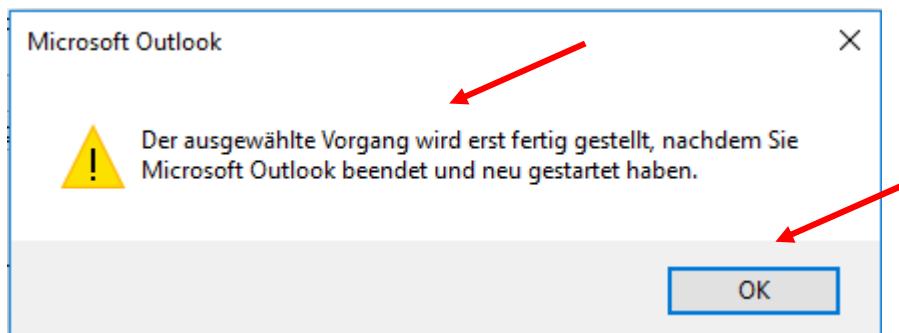 Microsoft Outlook
Der ausgewählte Vorgang wird erst fertig gestellt, nachdem Sie
Microsoft Outlook beendet und neu gestartet haben.
OK